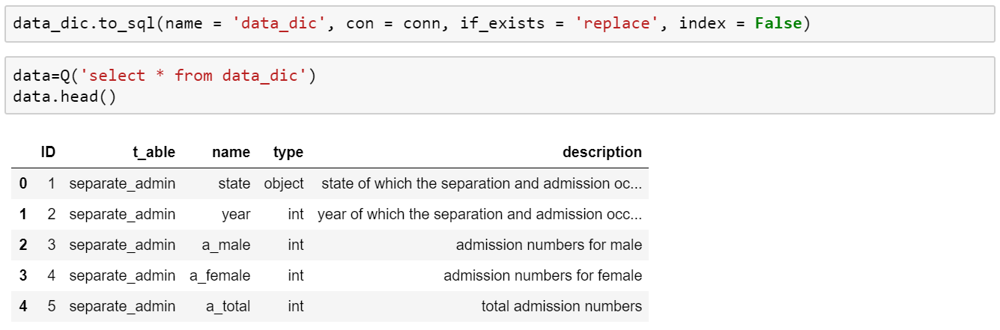 data_dic.to_sql(name = 'data_dic', con = conn, if_exists = 'replace', index = False)
data=Q('select * from data_dic')
data.head()
ID t_able name type description
0 1 separate_admin state object state of which the separation and admission oc...
1 2 separate_admin year int year of which the separation and admission occ...
2 3 separate_admin a_male int admission numbers for male
3 4 separate_admin a_female int admission numbers for female
4 5 separate_admin a_total int total admission numbers